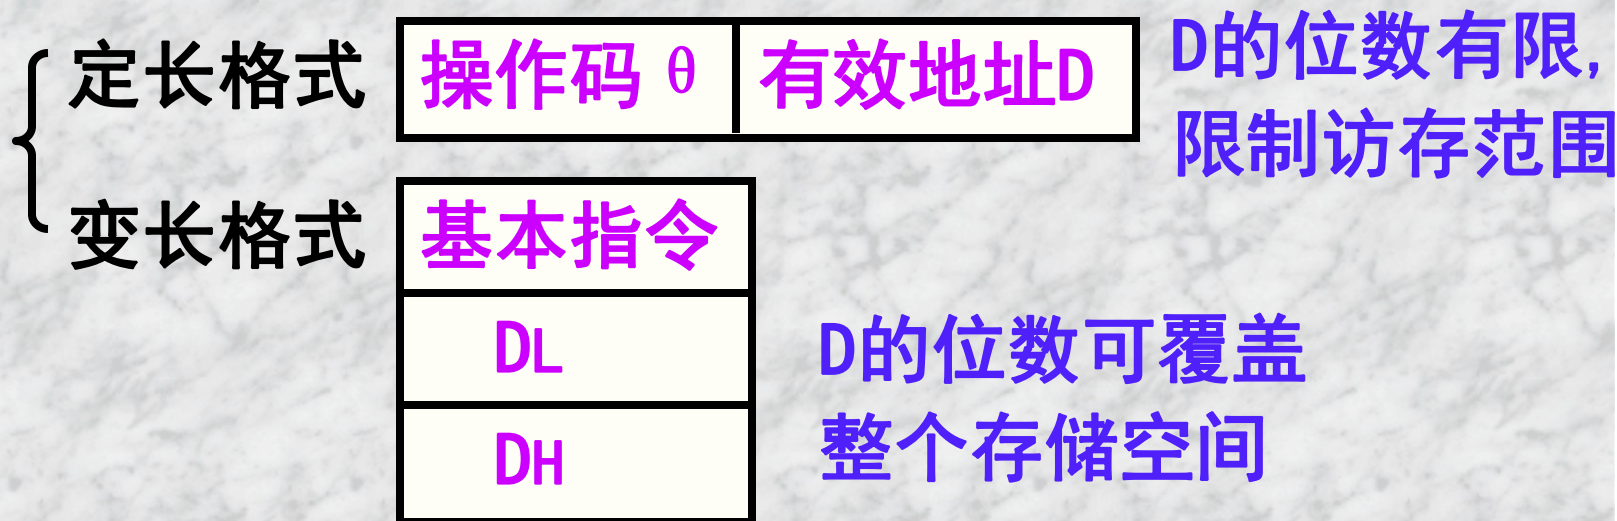 定长格式 操作码 θ 有效地址D D的位数有限,
限制访存范围
变长格式 基本指令
DL
D的位数可覆盖
整个存储空间
DH